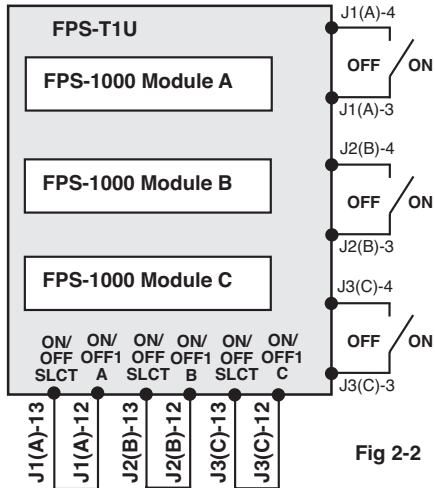 FPS-T1U
FPS-1000 Module A
FPS-1000 Module B
FPS-1000 Module C
J1(A)-4
OFF ON
J1(A)-3
J2(B)-4
OFF ON
J2(B)-3
J3(C)-4
OFF ON
J3(C)-3
ON/ ON/ ON/ ON/ ON/ ON/
OFF OFF1 OFF OFF1 OFF OFF1
SLCT A SLCT B SLCT C
J1(A)-13
J1(A)-12
J2(B)-13
J2(B)-12
J3(C)-13
J3(C)-12
Fig 2-2